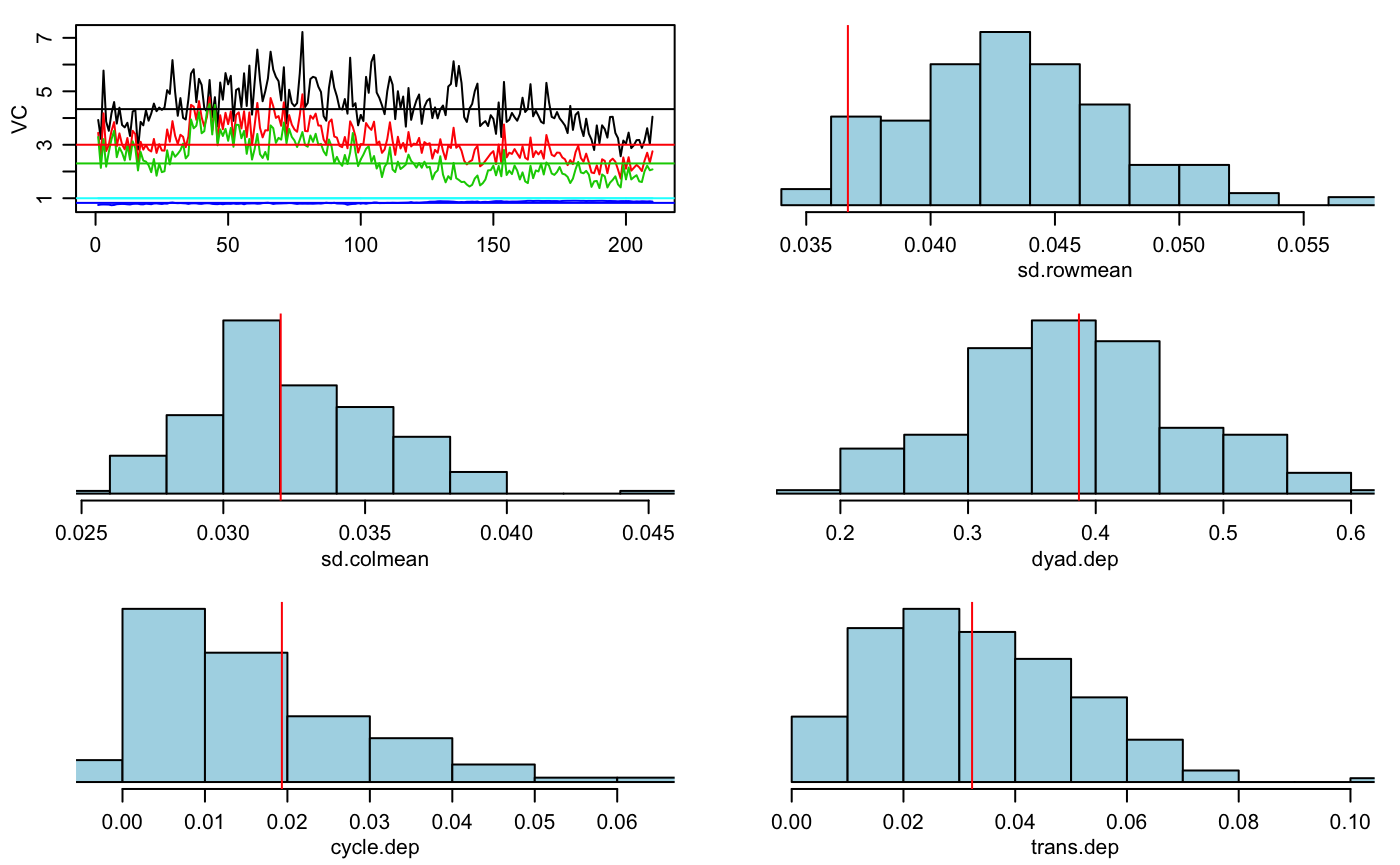 VC
7
5
3
1
0 50 100 150 200
0.035 0.040 0.045 0.050 0.055
sd.rowmean
0.025 0.030 0.035 0.040 0.045
sd.colmean
0.2 0.3 0.4 0.5 0.6
dyad.dep
0.00 0.01 0.02 0.03 0.04 0.05 0.06
cycle.dep
0.00 0.02 0.04 0.06 0.08 0.10
trans.dep